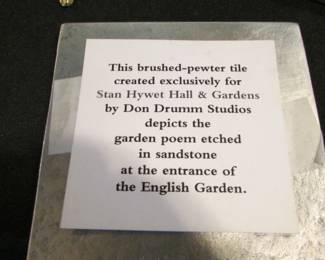 This brushed-pewter tile
created exclusively for
Stan Hywet Hall & Gardens
by Don Drumm Studios
depicts the
garden poem etched
in sandstone
at the entrance of
the English Garden.